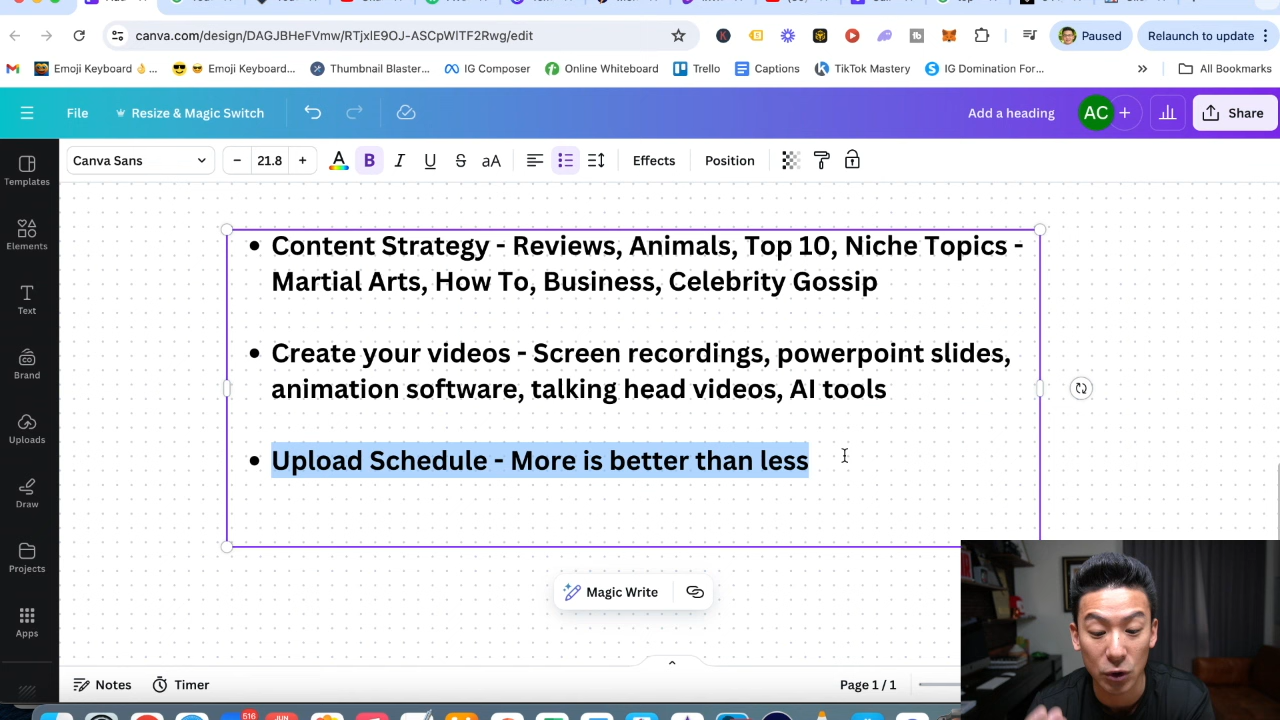 canva.com/design/DAGJBHeFVmw/RTjxlE9OJ-ASCpWlTF2Rwg/edit
Paused
Relaunch to update
Emoji Keyboard
Emoji Keyboard...
Thumbnail Blaster...
IG Composer
Online Whiteboard
Trello
Captions
TikTok Mastery
IG Domination For...
All Bookmarks
File
Resize & Magic Switch
Add a heading
AC
Share
Canva Sans
21.8
A
B
I
U
S
aA
Effects
Position
Templates
Elements
Text
Brand
Uploads
Draw
Projects
Apps
• Content Strategy - Reviews, Animals, Top 10, Niche Topics -
Martial Arts, How To, Business, Celebrity Gossip
• Create your videos - Screen recordings, powerpoint slides,
animation software, talking head videos, AI tools
• Upload Schedule - More is better than less
Magic Write
Notes
Timer
Page 1 / 1
516